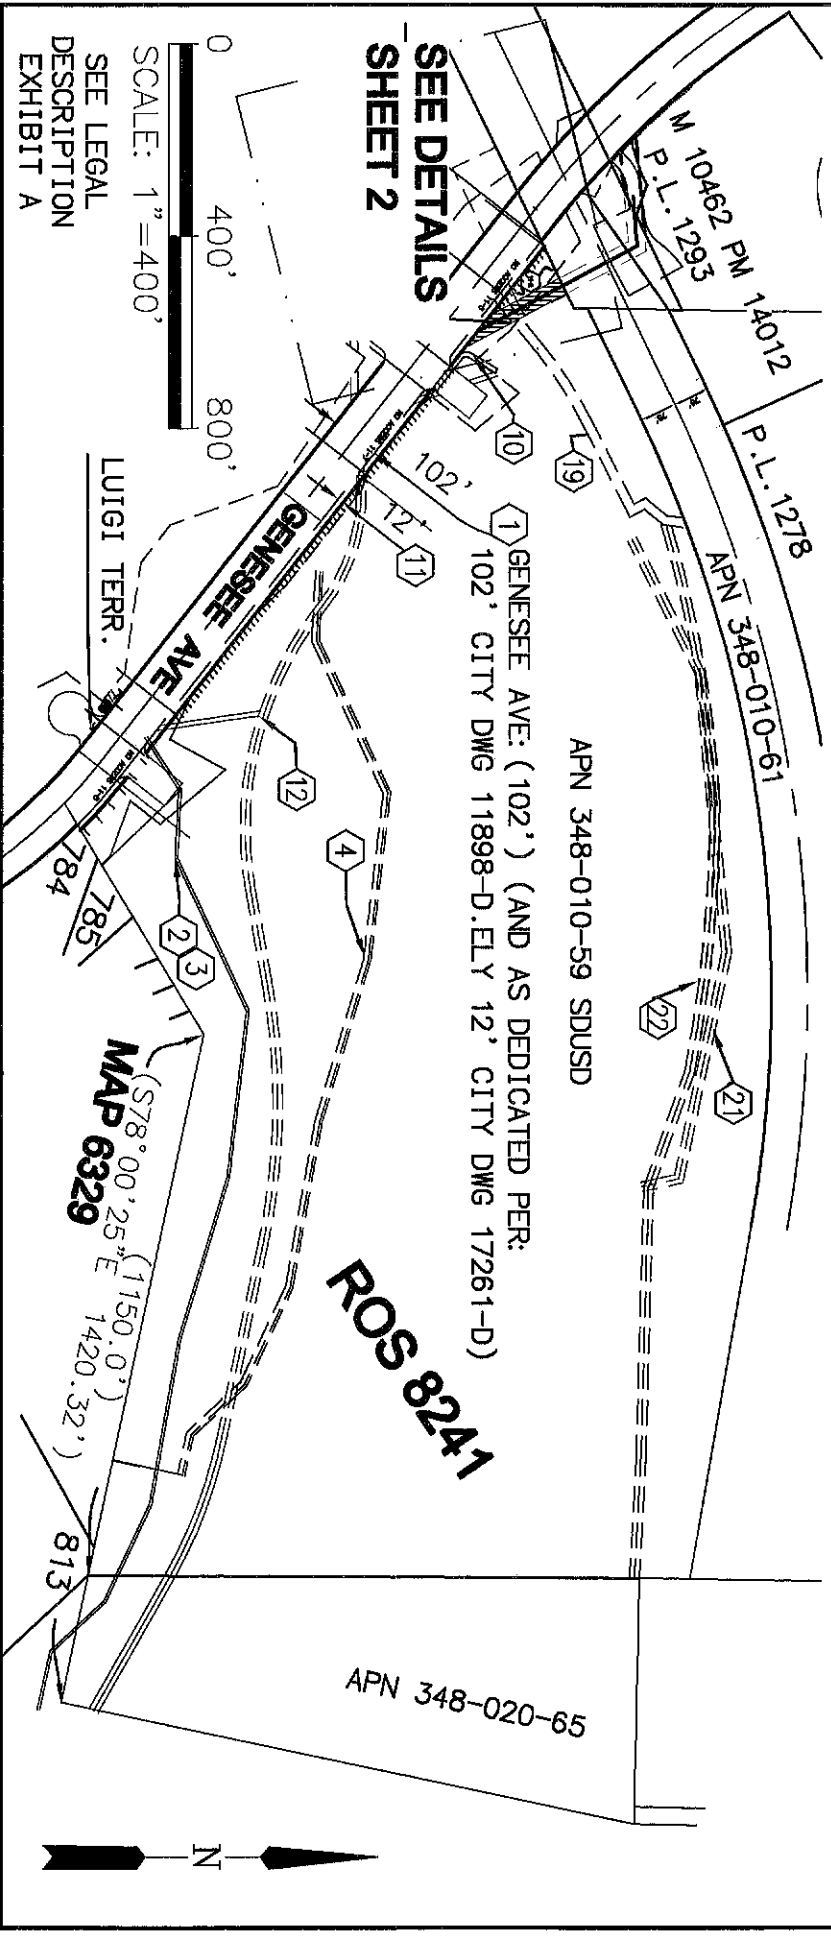 SEE DETAILS
SHEET 2
M 10462 PM 14012
P.L. 1293
P.L. 1278
APN 348-010-61
19
10
102'
12'
11
1 GENESEE AVE: (102') (AND AS DEDICATED PER:
102' CITY DWG 11898-D.ELY 12' CITY DWG 17261-D)
APN 348-010-59 SDUSD
22
21
GENESEE AVE
12
4
2
3
LUIGI TERR.
784
785
MAP 6329
(S78°00'25"E 1420.32')
(1150.0')
ROS 8241
813
APN 348-020-65
0 400' 800'
SCALE: 1"=400'
SEE LEGAL
DESCRIPTION
EXHIBIT A
N